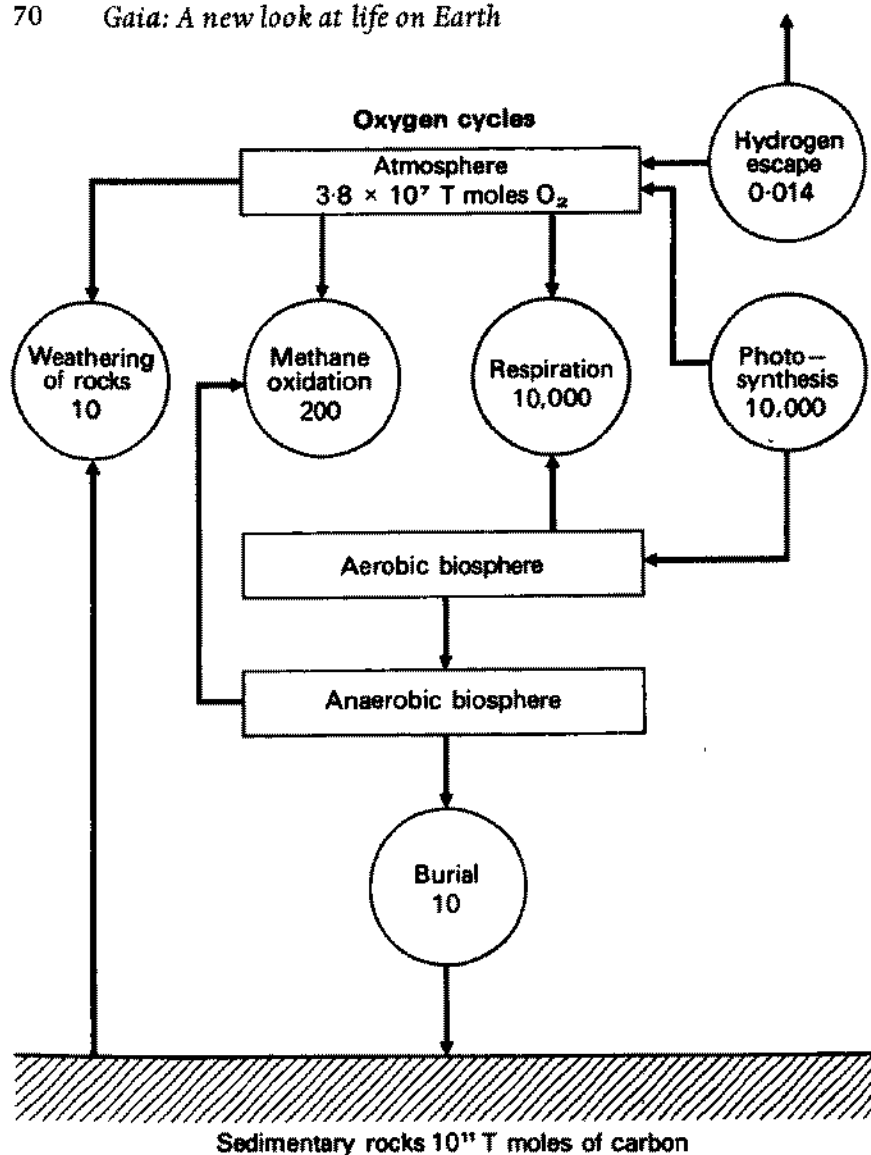 70 Gaia: A new look at life on Earth
Oxygen cycles
Atmosphere
3·8 × 10⁷ T moles O₂
Hydrogen
escape
0·014
Weathering
of rocks
10
Methane
oxidation
200
Respiration
10,000
Photo—
synthesis
10,000
Aerobic biosphere
Anaerobic biosphere
Burial
10
Sedimentary rocks 10¹¹ T moles of carbon